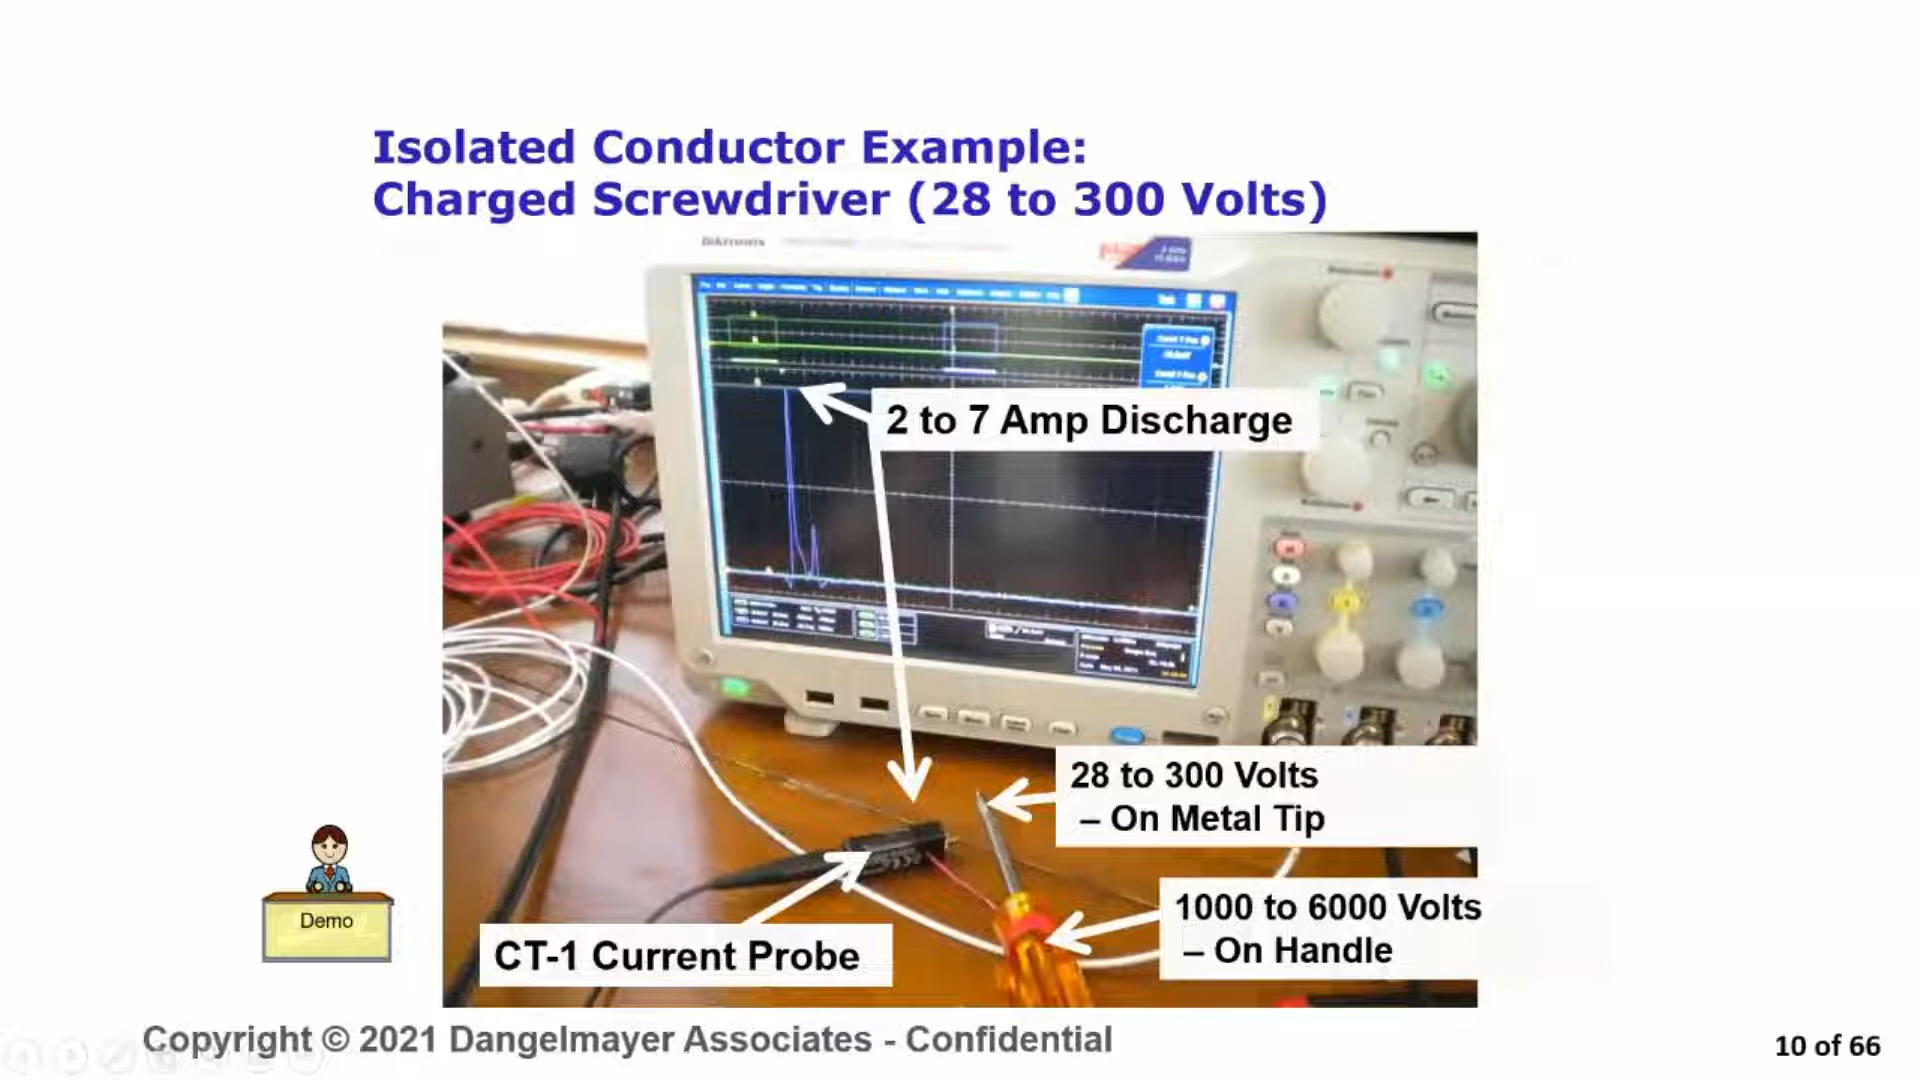 Isolated Conductor Example:
Charged Screwdriver (28 to 300 Volts)
Tektronix
2 to 7 Amp Discharge
28 to 300 Volts
– On Metal Tip
1000 to 6000 Volts
– On Handle
CT-1 Current Probe
Demo
Copyright © 2021 Dangelmayer Associates - Confidential
10 of 66